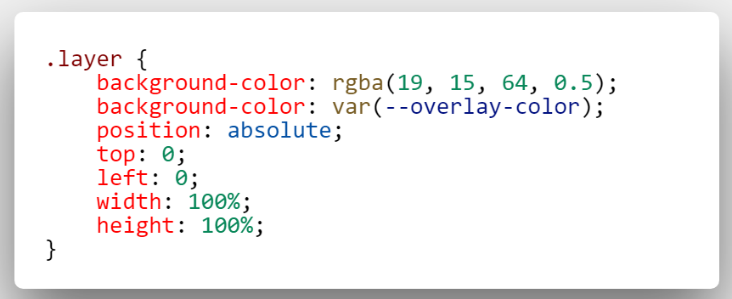 .layer {
    background-color: rgba(19, 15, 64, 0.5);
    background-color: var(--overlay-color);
    position: absolute;
    top: 0;
    left: 0;
    width: 100%;
    height: 100%;
}